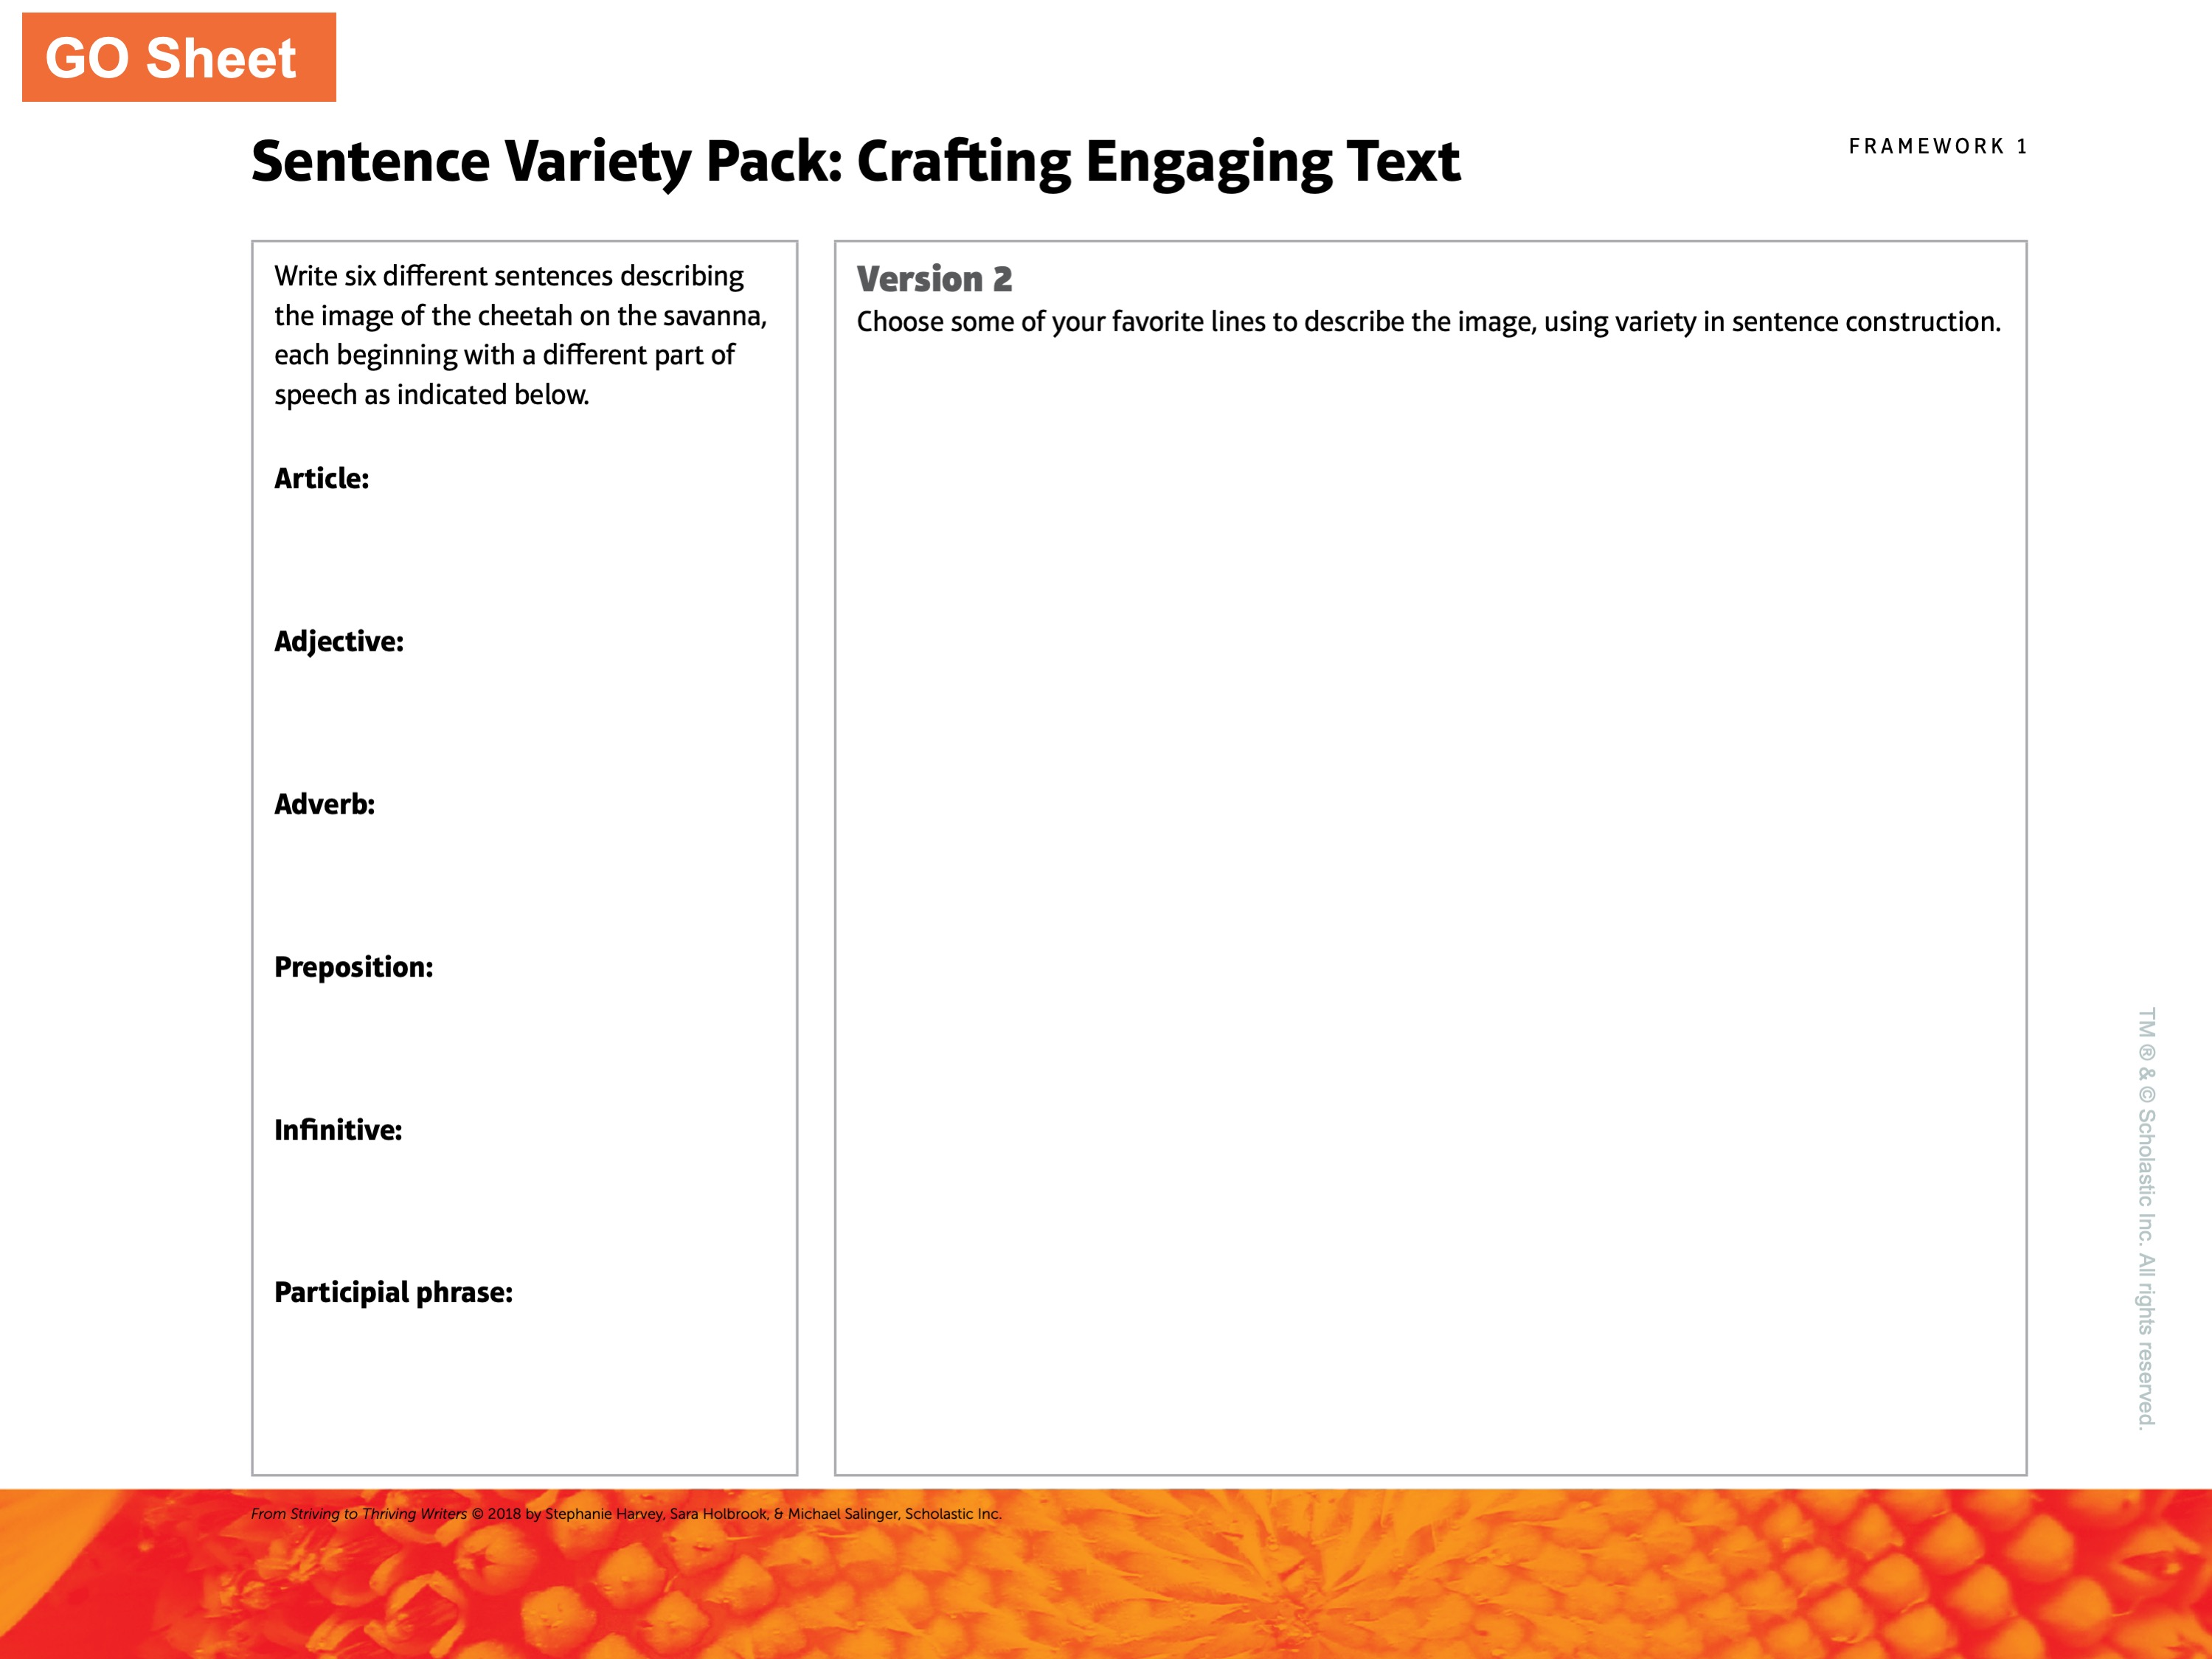 GO Sheet
Sentence Variety Pack: Crafting Engaging Text
FRAMEWORK 1
Write six different sentences describing
the image of the cheetah on the savanna,
each beginning with a different part of
speech as indicated below.
Article:
Adjective:
Adverb:
Preposition:
Infinitive:
Participial phrase:
Version 2
Choose some of your favorite lines to describe the image, using variety in sentence construction.
TM ® & © Scholastic Inc. All rights reserved.
From Striving to Thriving Writers © 2018 by Stephanie Harvey, Sara Holbrook, & Michael Salinger, Scholastic Inc.